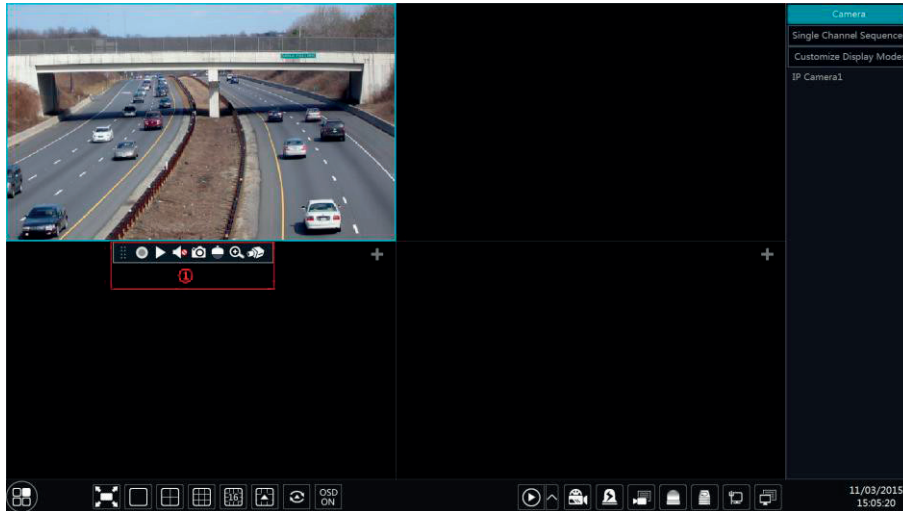 Camera
Single Channel Sequence
Customize Display Mode
IP Camera1
①
16
OSD
ON
11/03/2015
15:05:20